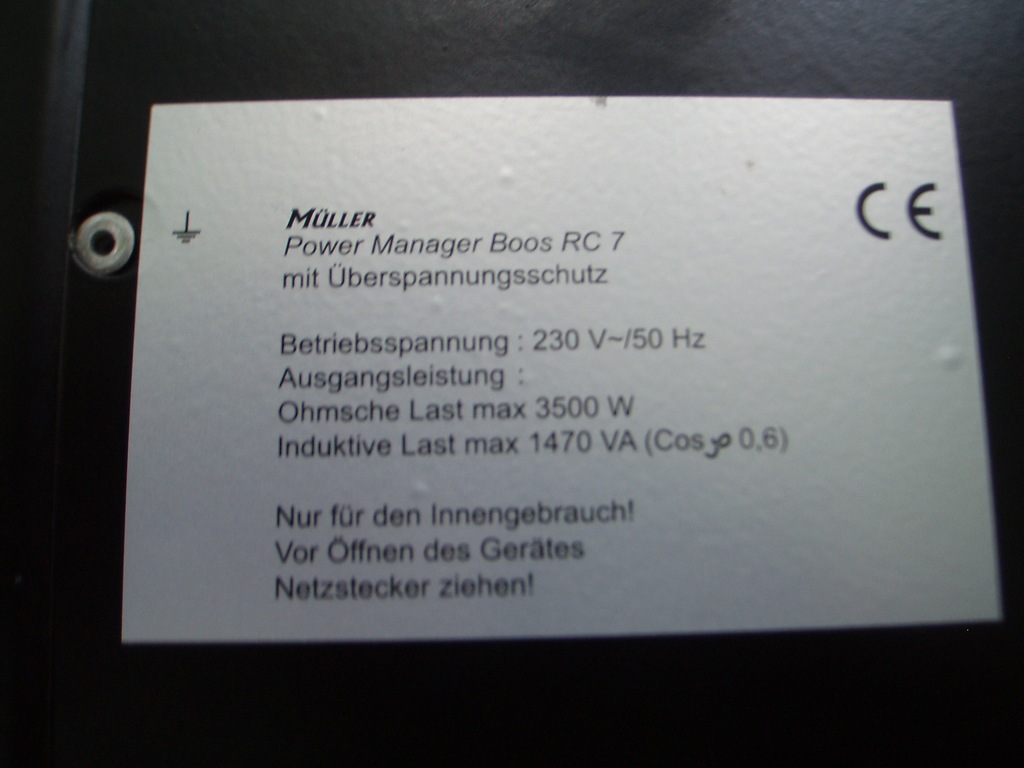 MÜLLER
CE
Power Manager Boos RC 7
mit Überspannungsschutz
Betriebsspannung : 230 V~/50 Hz
Ausgangsleistung :
Ohmsche Last max 3500 W
Induktive Last max 1470 VA (Cos φ 0,6)
Nur für den Innengebrauch!
Vor Öffnen des Gerätes
Netzstecker ziehen!